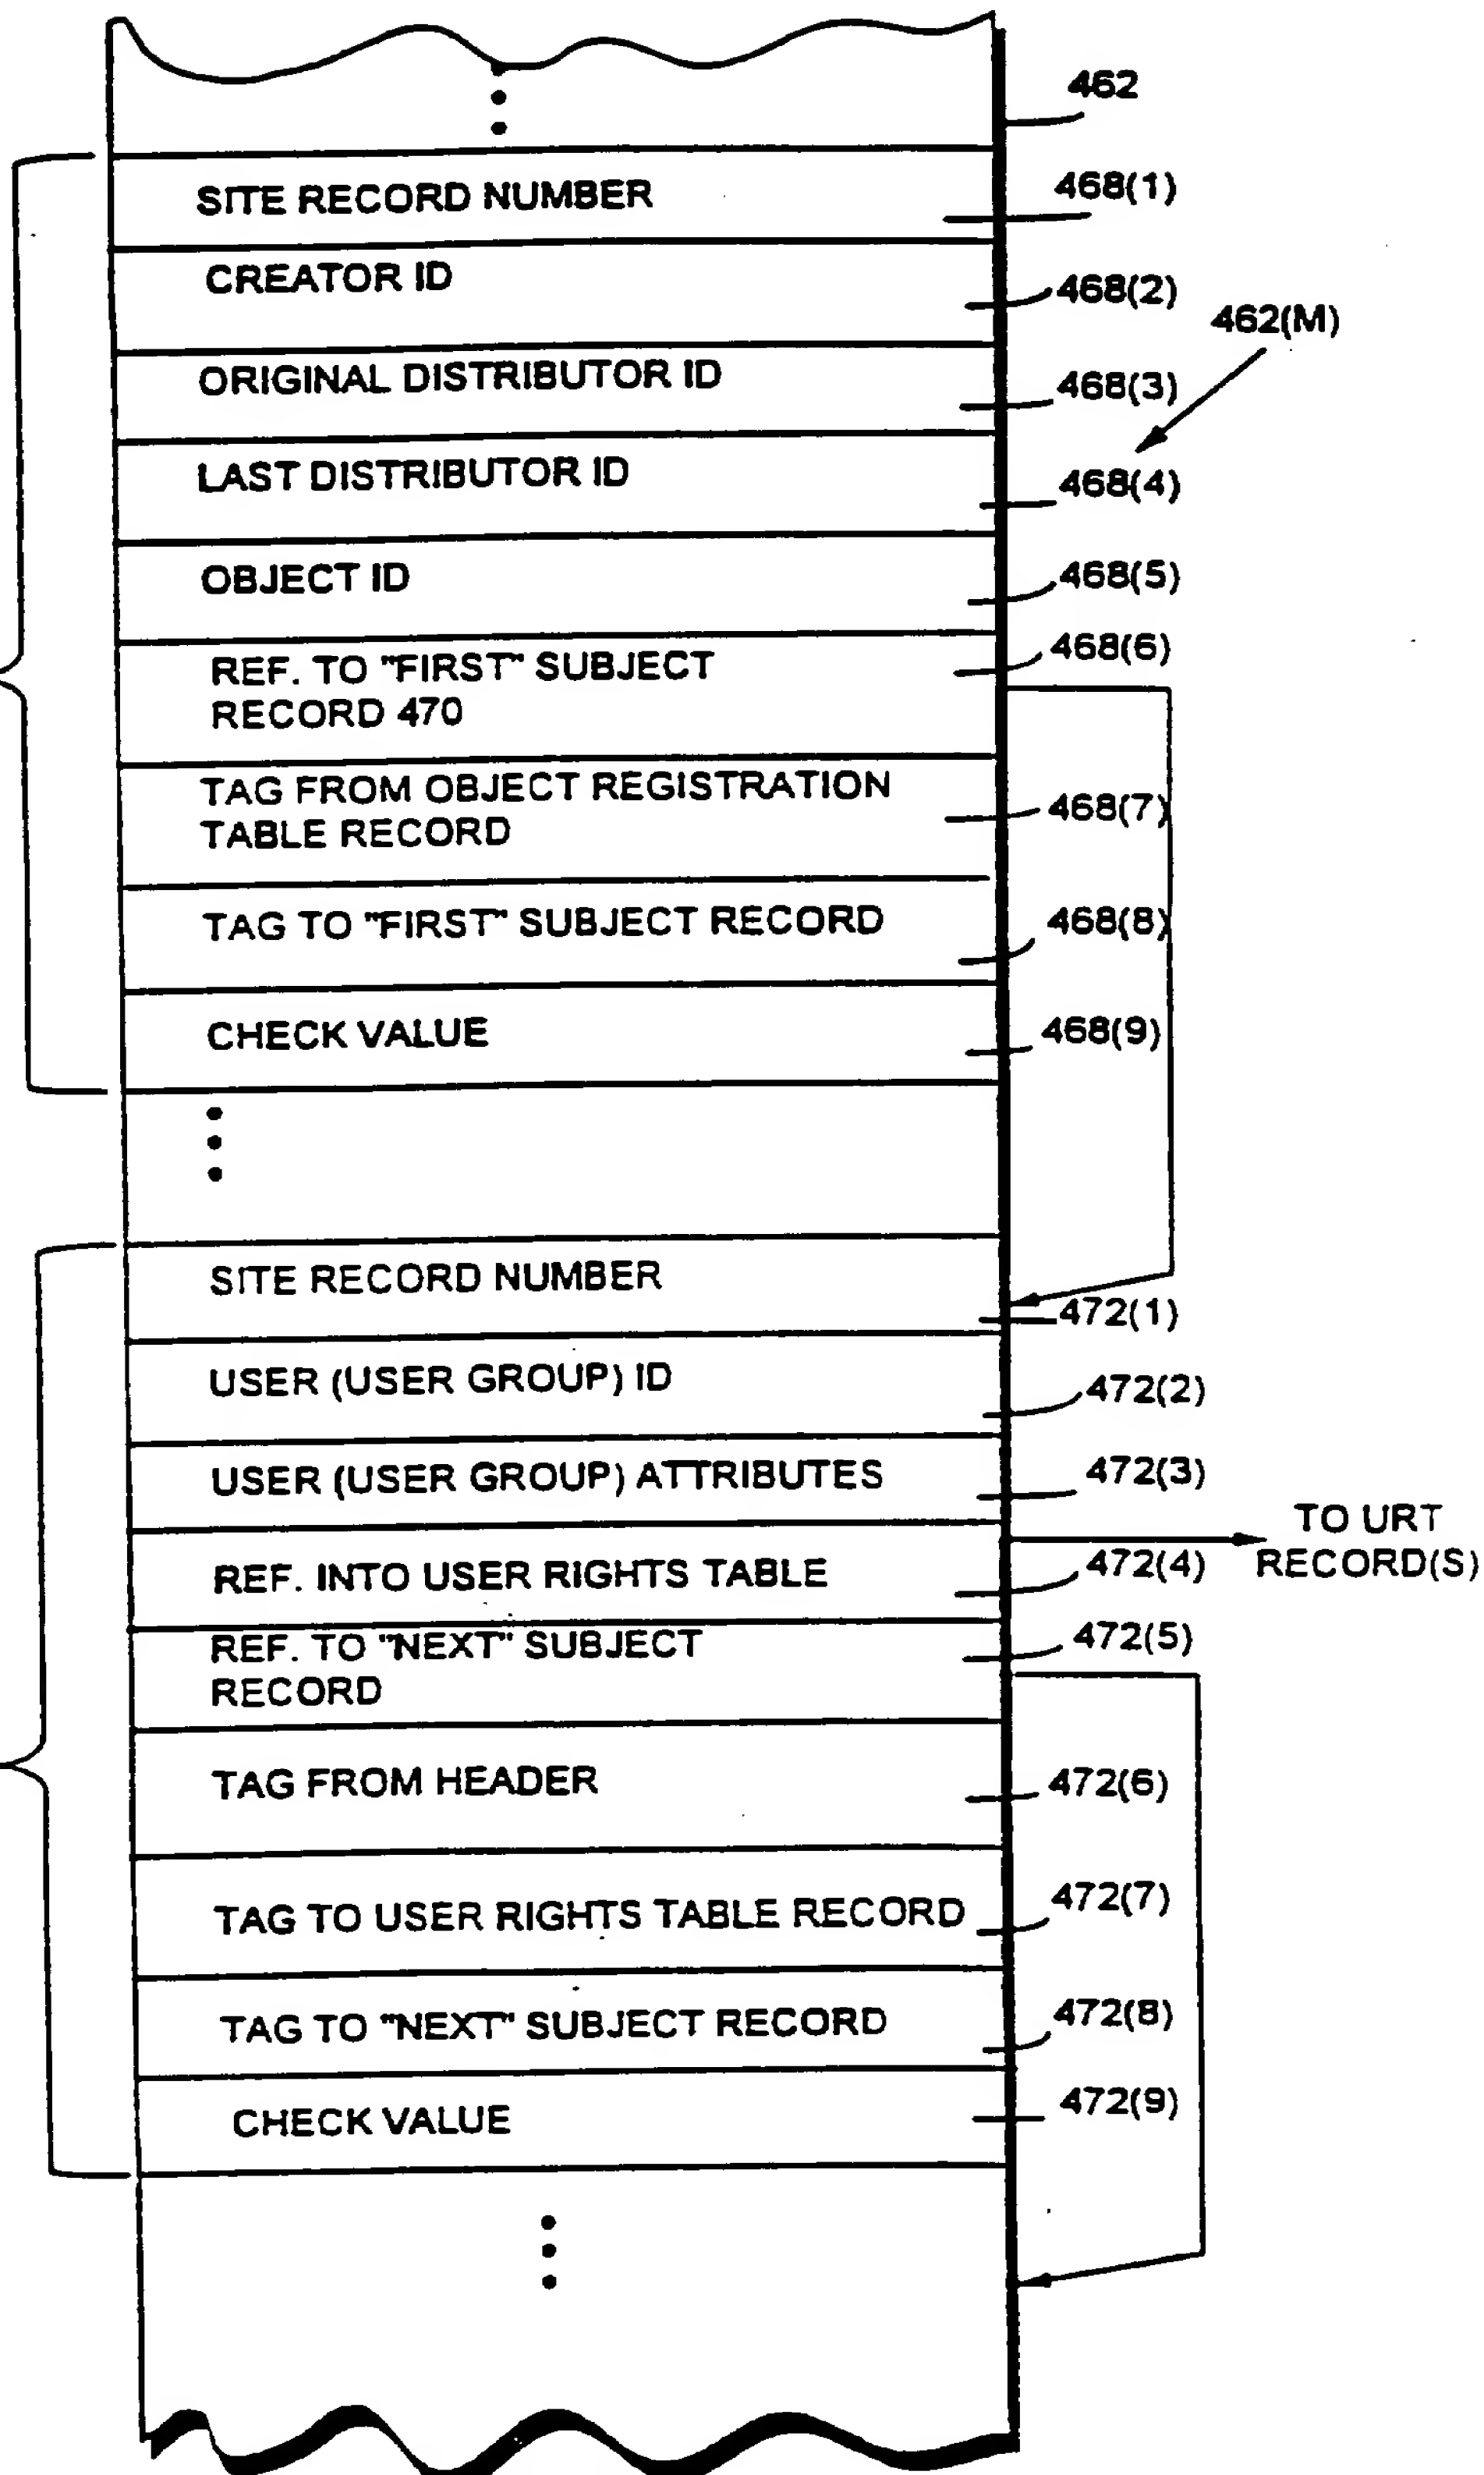 462
SITE RECORD NUMBER 468(1)
CREATOR ID 468(2)
462(M)
ORIGINAL DISTRIBUTOR ID 468(3)
LAST DISTRIBUTOR ID 468(4)
OBJECT ID 468(5)
REF. TO "FIRST" SUBJECT 468(6)
RECORD 470
TAG FROM OBJECT REGISTRATION
TABLE RECORD 468(7)
TAG TO "FIRST" SUBJECT RECORD 468(8)
CHECK VALUE 468(9)
SITE RECORD NUMBER
472(1)
USER (USER GROUP) ID 472(2)
USER (USER GROUP) ATTRIBUTES 472(3)
TO URT
REF. INTO USER RIGHTS TABLE 472(4) RECORD(S)
REF. TO "NEXT" SUBJECT 472(5)
RECORD
TAG FROM HEADER 472(6)
TAG TO USER RIGHTS TABLE RECORD 472(7)
TAG TO "NEXT" SUBJECT RECORD 472(8)
CHECK VALUE 472(9)